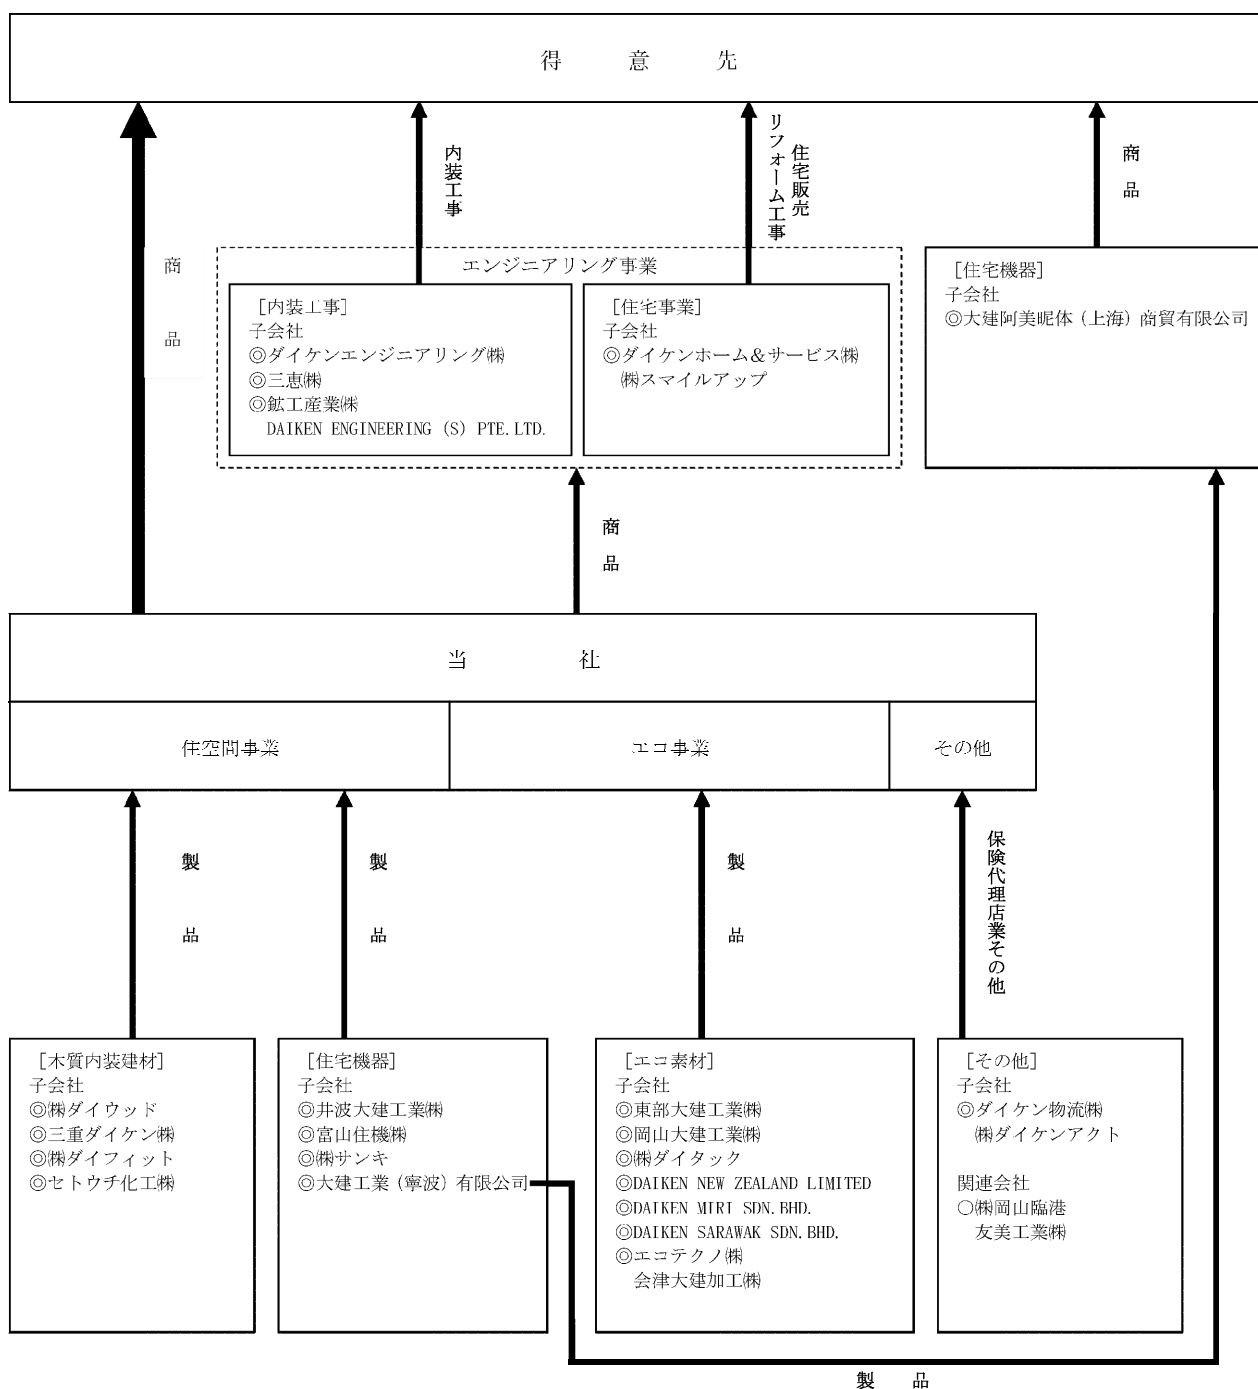 得意先
内装工事
住宅販売
リフォーム工事
商品
商品
エンジニアリング事業
［内装工事］
子会社
◎ダイケンエンジニアリング㈱
◎三恵㈱
◎鉱工産業㈱
DAIKEN ENGINEERING (S) PTE.LTD.
［住宅事業］
子会社
◎ダイケンホーム＆サービス㈱
㈱スマイルアップ
［住宅機器］
子会社
◎大建阿美昵体（上海）商貿有限公司
商品
当社
住空間事業
エコ事業
その他
製品
製品
製品
保険代理店業その他
［木質内装建材］
子会社
◎㈱ダイウッド
◎三重ダイケン㈱
◎㈱ダイフィット
◎セトウチ化工㈱
［住宅機器］
子会社
◎井波大建工業㈱
◎富山住機㈱
◎㈱サンキ
◎大建工業（寧波）有限公司
［エコ素材］
子会社
◎東部大建工業㈱
◎岡山大建工業㈱
◎㈱ダイタック
◎DAIKEN NEW ZEALAND LIMITED
◎DAIKEN MIRI SDN.BHD.
◎DAIKEN SARAWAK SDN.BHD.
◎エコテクノ㈱
会津大建加工㈱
［その他］
子会社
◎ダイケン物流㈱
㈱ダイケンアクト
関連会社
○㈱岡山臨港
友美工業㈱
製品